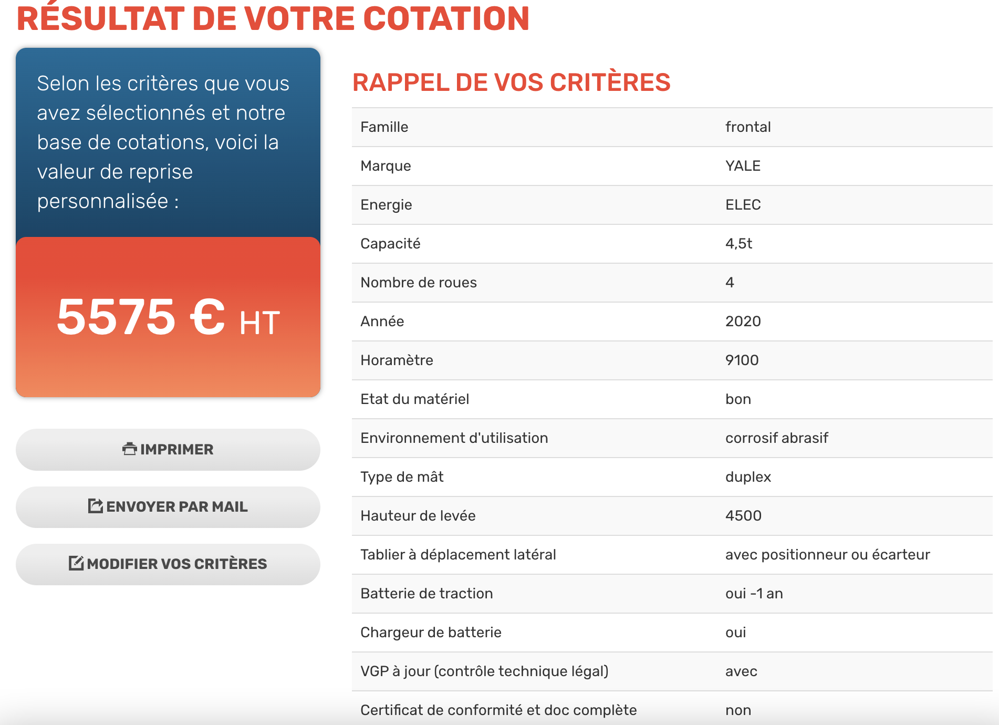 RÉSULTAT DE VOTRE COTATION
Selon les critères que vous
avez sélectionnés et notre
base de cotations, voici la
valeur de reprise
personnalisée :
5575 € HT
IMPRIMER
ENVOYER PAR MAIL
MODIFIER VOS CRITÈRES
RAPPEL DE VOS CRITÈRES
Famille frontal
Marque YALE
Energie ELEC
Capacité 4,5t
Nombre de roues 4
Année 2020
Horamètre 9100
Etat du matériel bon
Environnement d'utilisation corrosif abrasif
Type de mât duplex
Hauteur de levée 4500
Tablier à déplacement latéral avec positionneur ou écarteur
Batterie de traction oui -1 an
Chargeur de batterie oui
VGP à jour (contrôle technique légal) avec
Certificat de conformité et doc complète non